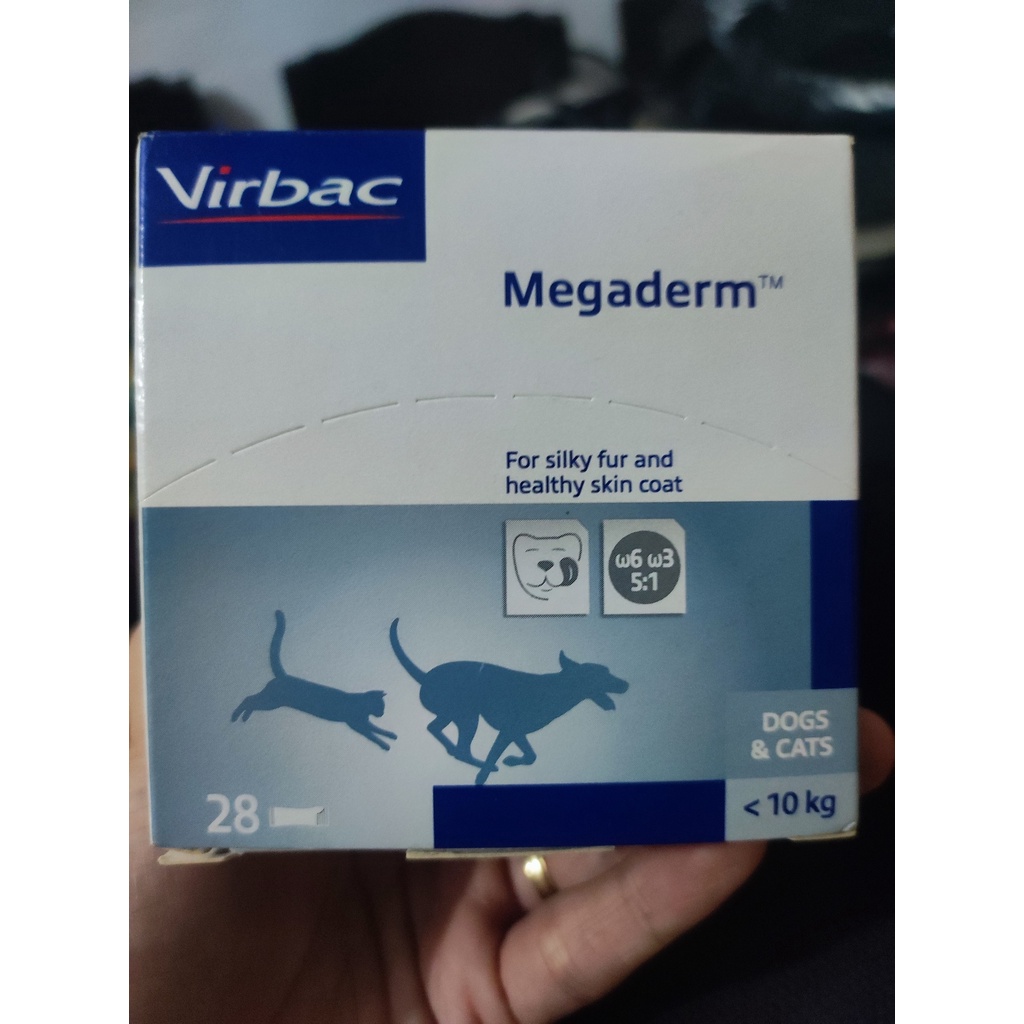 Virbac
Megaderm™
For silky fur and
healthy skin coat
ω6 ω3
5:1
DOGS
& CATS
28
< 10 kg